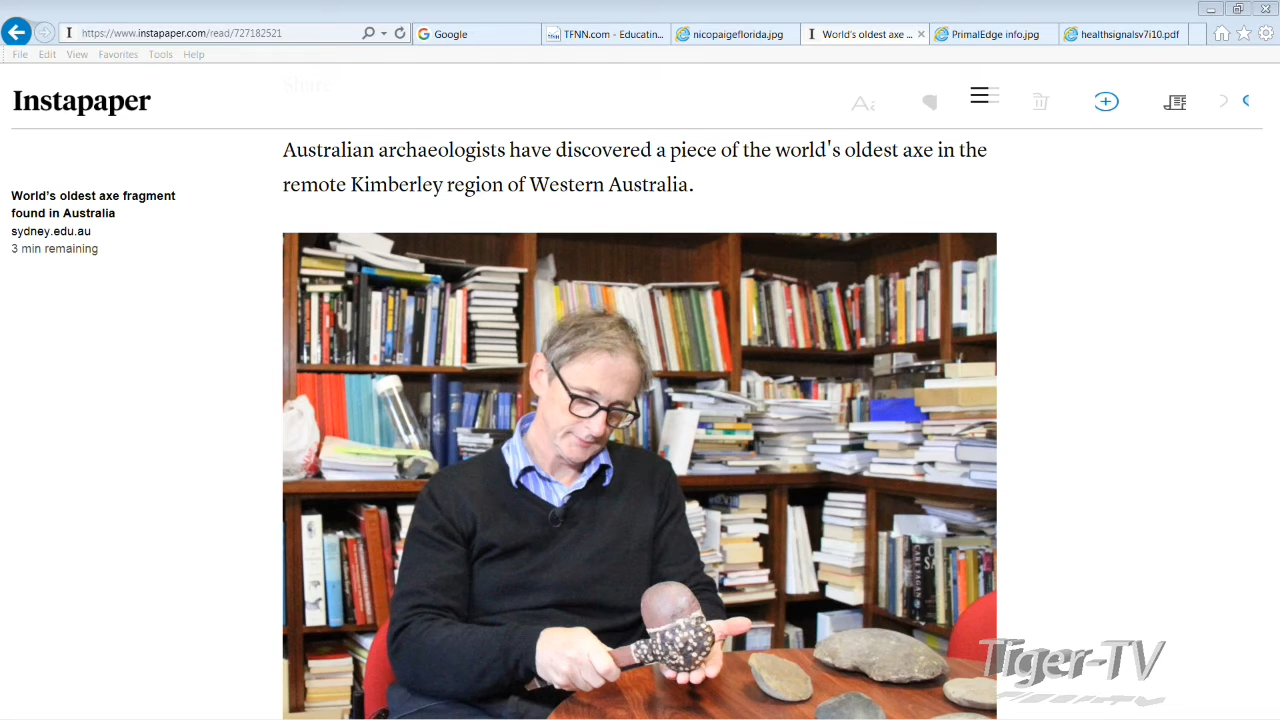 https://www.instapaper.com/read/727182521
Google
TFNN.com - Educatin...
nicopaigeflorida.jpg
World's oldest axe ...
PrimalEdge info.jpg
healthsignalsv7i10.pdf
File Edit View Favorites Tools Help
Share
Instapaper
Australian archaeologists have discovered a piece of the world's oldest axe in the
remote Kimberley region of Western Australia.
World's oldest axe fragment
found in Australia
sydney.edu.au
3 min remaining
Tiger-TV